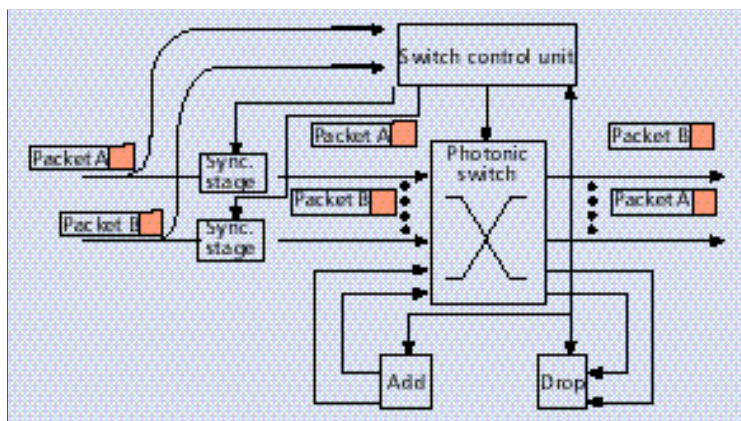 Switch control unit
Packet A
Packet B
Packet A
Sync.
stage
Photonic
switch
Packet B
Packet A
Packet B
Sync.
stage
Add
Drop